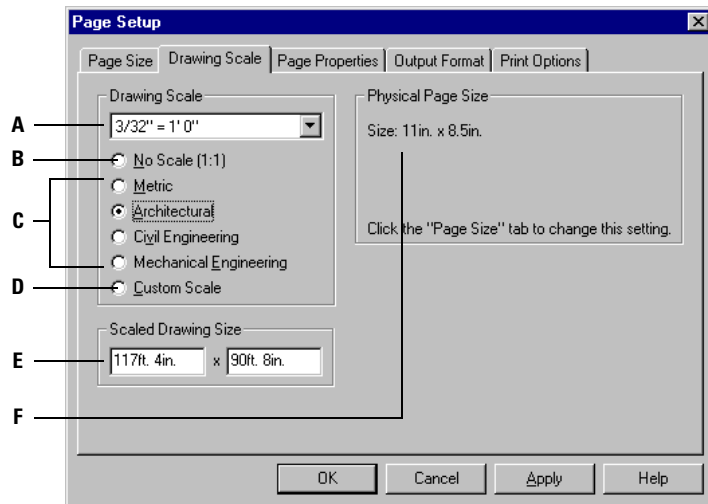 Page Setup
Page Size Drawing Scale Page Properties Output Format Print Options
Drawing Scale
A
3/32" = 1' 0"
B
No Scale (1:1)
C
Metric
Architectural
Civil Engineering
Mechanical Engineering
D
Custom Scale
Scaled Drawing Size
E
117ft. 4in. x 90ft. 8in.
Physical Page Size
Size: 11in. x 8.5in.
Click the "Page Size" tab to change this setting.
F
OK Cancel Apply Help